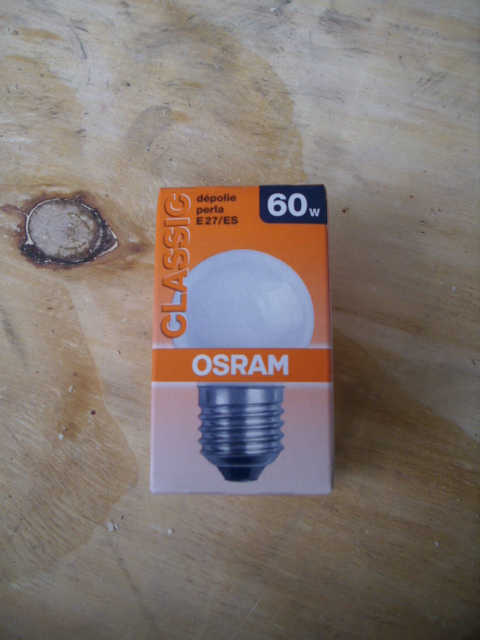 CLASSIC
dépolie
perla
E27/ES
60W
OSRAM